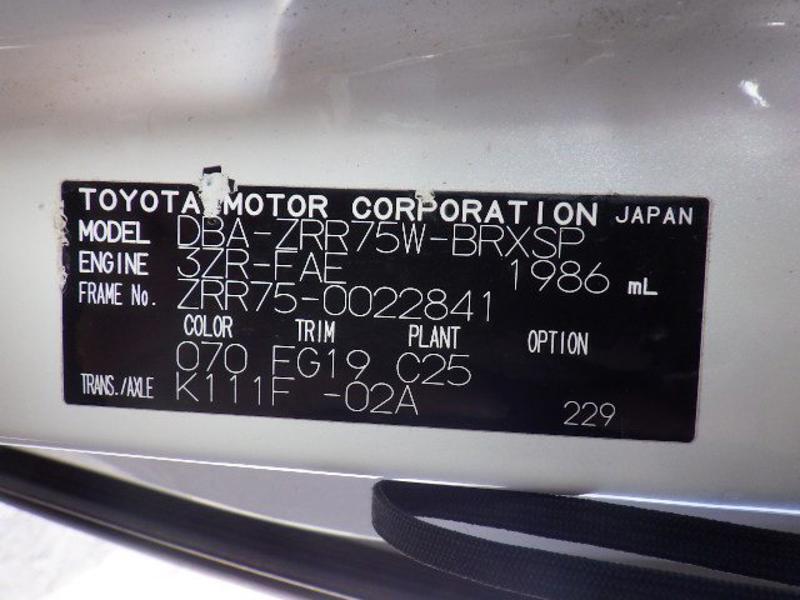 TOYOTA MOTOR CORPORATION JAPAN
MODEL DBA-ZRR75W-BRXSP
ENGINE 3ZR-FAE 1986 mL
FRAME No. ZRR75-0022841
COLOR TRIM PLANT OPTION
070 FG19 C25
TRANS./AXLE K111F -02A
229